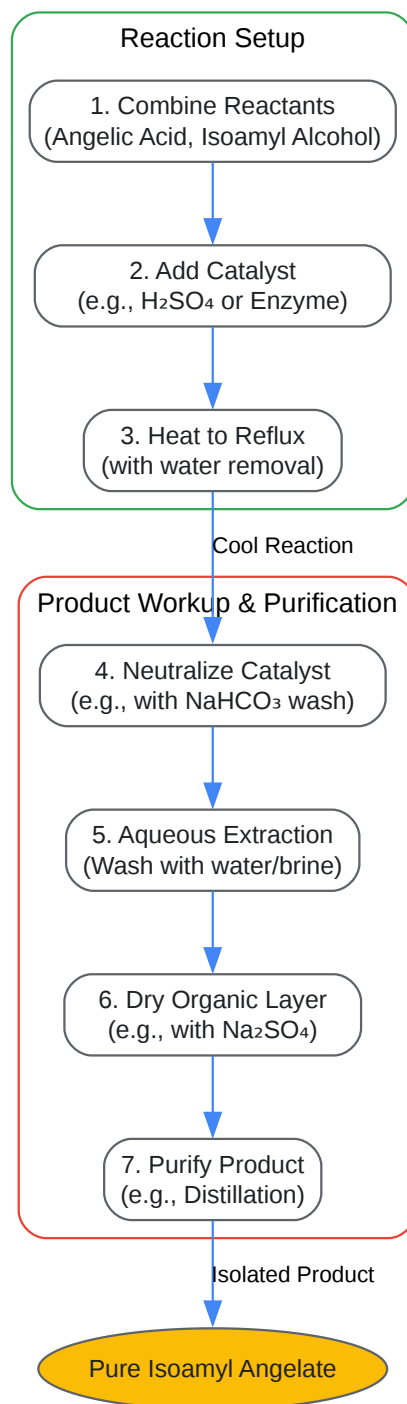 Reaction Setup
1. Combine Reactants
(Angelic Acid, Isoamyl Alcohol)
2. Add Catalyst
(e.g., H₂SO₄ or Enzyme)
3. Heat to Reflux
(with water removal)
Cool Reaction
Product Workup & Purification
4. Neutralize Catalyst
(e.g., with NaHCO₃ wash)
5. Aqueous Extraction
(Wash with water/brine)
6. Dry Organic Layer
(e.g., with Na₂SO₄)
7. Purify Product
(e.g., Distillation)
Isolated Product
Pure Isoamyl Angelate